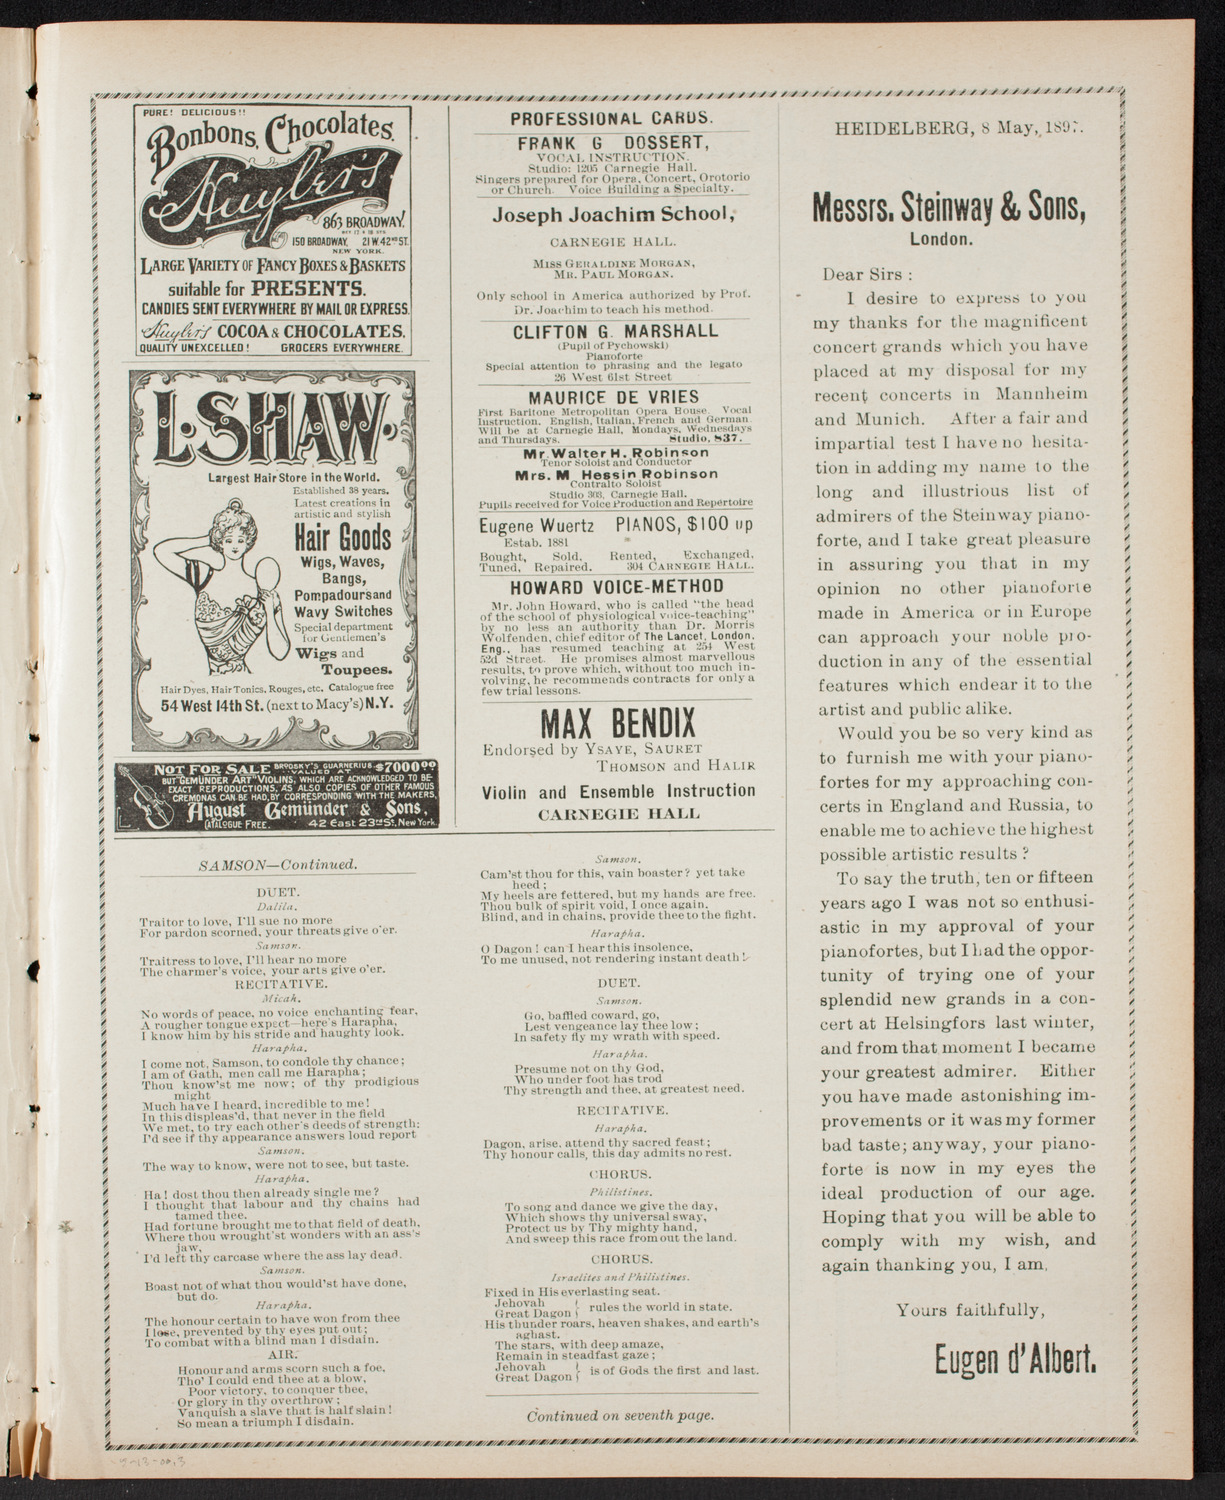 PURE! DELICIOUS!!
Bonbons, Chocolates.
Huyler's
863 BROADWAY.
150 BROADWAY, 21 W. 42ND ST.
NEW YORK.
LARGE VARIETY OF FANCY BOXES & BASKETS
suitable for PRESENTS.
CANDIES SENT EVERYWHERE BY MAIL OR EXPRESS.
Huyler's COCOA & CHOCOLATES.
QUALITY UNEXCELLED! GROCERS EVERYWHERE.
L. SHAW.
Largest Hair Store in the World.
Established 38 years.
Latest creations in
artistic and stylish
Hair Goods
Wigs, Waves,
Bangs,
Pompadours and
Wavy Switches
Special department
for Gentlemen's
Wigs and
Toupees.
Hair Dyes, Hair Tonics, Rouges, etc. Catalogue free
54 West 14th St. (next to Macy's) N.Y.
NOT FOR SALE BRODSKY'S GUARNERIUS VALUED AT $7000.00
BUT "GEMÜNDER ART" VIOLINS, WHICH ARE ACKNOWLEDGED TO BE
EXACT REPRODUCTIONS, AS ALSO COPIES OF OTHER FAMOUS
CREMONAS CAN BE HAD, BY CORRESPONDING WITH THE MAKERS,
August Gemünder & Sons,
CATALOGUE FREE. 42 East 23rd St, New York.
SAMSON—Continued.
DUET.
Dalila.
Traitor to love, I'll sue no more
For pardon scorned, your threats give o'er.
Samson.
Traitress to love, I'll hear no more
The charmer's voice, your arts give o'er.
RECITATIVE.
Micah.
No words of peace, no voice enchanting fear,
A rougher tongue expect—here's Harapha,
I know him by his stride and haughty look.
Harapha.
I come not, Samson, to condole thy chance;
I am of Gath, men call me Harapha;
Thou know'st me now; of thy prodigious
might
Much have I heard, incredible to me!
In this displeas'd, that never in the field
We met, to try each other's deeds of strength;
I'd see if thy appearance answers loud report
Samson.
The way to know, were not to see, but taste.
Harapha.
Ha! dost thou then already single me?
I thought that labour and thy chains had
tamed thee.
Had fortune brought me to that field of death,
Where thou wrought'st wonders with an ass's
jaw,
I'd left thy carcase where the ass lay dead.
Samson.
Boast not of what thou would'st have done,
but do.
Harapha.
The honour certain to have won from thee
I lose, prevented by thy eyes put out;
To combat with a blind man I disdain.
AIR.
Honour and arms scorn such a foe,
Tho' I could end thee at a blow,
Poor victory, to conquer thee,
Or glory in thy overthrow;
Vanquish a slave that is half slain!
So mean a triumph I disdain.
PROFESSIONAL CARDS.
FRANK G DOSSERT,
VOCAL INSTRUCTION.
Studio: 1205 Carnegie Hall.
Singers prepared for Opera, Concert, Orotorio
or Church. Voice Building a Specialty.
Joseph Joachim School,
CARNEGIE HALL.
MISS GERALDINE MORGAN,
MR. PAUL MORGAN.
Only school in America authorized by Prof.
Dr. Joachim to teach his method.
CLIFTON G. MARSHALL
(Pupil of Pychowski)
Pianoforte
Special attention to phrasing and the legato
26 West 61st Street
MAURICE DE VRIES
First Baritone Metropolitan Opera House. Vocal
Instruction. English, Italian, French and German
Will be at Carnegie Hall, Mondays, Wednesdays
and Thursdays. Studio, 837.
Mr. Walter H. Robinson
Tenor Soloist and Conductor
Mrs. M Hessin Robinson
Contralto Soloist
Studio 303, Carnegie Hall.
Pupils received for Voice Production and Repertoire
Eugene Wuertz PIANOS, $100 up
Estab. 1881
Bought, Sold, Rented, Exchanged,
Tuned, Repaired. 304 CARNEGIE HALL.
HOWARD VOICE-METHOD
Mr. John Howard, who is called "the head
of the school of physiological voice-teaching"
by no less an authority than Dr. Morris
Wolfenden, chief editor of The Lancet, London,
Eng., has resumed teaching at 254 West
52d Street. He promises almost marvellous
results, to prove which, without too much in-
volving, he recommends contracts for only a
few trial lessons.
MAX BENDIX
Endorsed by YSAYE, SAURET
THOMSON and HALIR
Violin and Ensemble Instruction
CARNEGIE HALL
Samson.
Cam'st thou for this, vain boaster? yet take
heed;
My heels are fettered, but my hands are free.
Thou bulk of spirit void, I once again,
Blind, and in chains, provide thee to the fight.
Harapha.
O Dagon! can I hear this insolence,
To me unused, not rendering instant death!
DUET.
Samson.
Go, baffled coward, go,
Lest vengeance lay thee low;
In safety fly my wrath with speed.
Harapha.
Presume not on thy God,
Who under foot has trod
Thy strength and thee, at greatest need.
RECITATIVE.
Harapha.
Dagon, arise, attend thy sacred feast;
Thy honour calls, this day admits no rest.
CHORUS.
Philistines.
To song and dance we give the day,
Which shows thy universal sway,
Protect us by Thy mighty hand,
And sweep this race from out the land.
CHORUS.
Israelites and Philistines.
Fixed in His everlasting seat.
Jehovah
Great Dagon } rules the world in state.
His thunder roars, heaven shakes, and earth's
aghast.
The stars, with deep amaze,
Remain in steadfast gaze;
Jehovah
Great Dagon } is of Gods the first and last.
Continued on seventh page.
HEIDELBERG, 8 May, 1897.
Messrs. Steinway & Sons,
London.
Dear Sirs:
I desire to express to you
my thanks for the magnificent
concert grands which you have
placed at my disposal for my
recent concerts in Mannheim
and Munich. After a fair and
impartial test I have no hesita-
tion in adding my name to the
long and illustrious list of
admirers of the Steinway piano-
forte, and I take great pleasure
in assuring you that in my
opinion no other pianoforte
made in America or in Europe
can approach your noble pro-
duction in any of the essential
features which endear it to the
artist and public alike.
Would you be so very kind as
to furnish me with your piano-
fortes for my approaching con-
certs in England and Russia, to
enable me to achieve the highest
possible artistic results?
To say the truth, ten or fifteen
years ago I was not so enthusi-
astic in my approval of your
pianofortes, but I had the oppor-
tunity of trying one of your
splendid new grands in a con-
cert at Helsingfors last winter,
and from that moment I became
your greatest admirer. Either
you have made astonishing im-
provements or it was my former
bad taste; anyway, your piano-
forte is now in my eyes the
ideal production of our age.
Hoping that you will be able to
comply with my wish, and
again thanking you, I am,
Yours faithfully,
Eugen d'Albert.